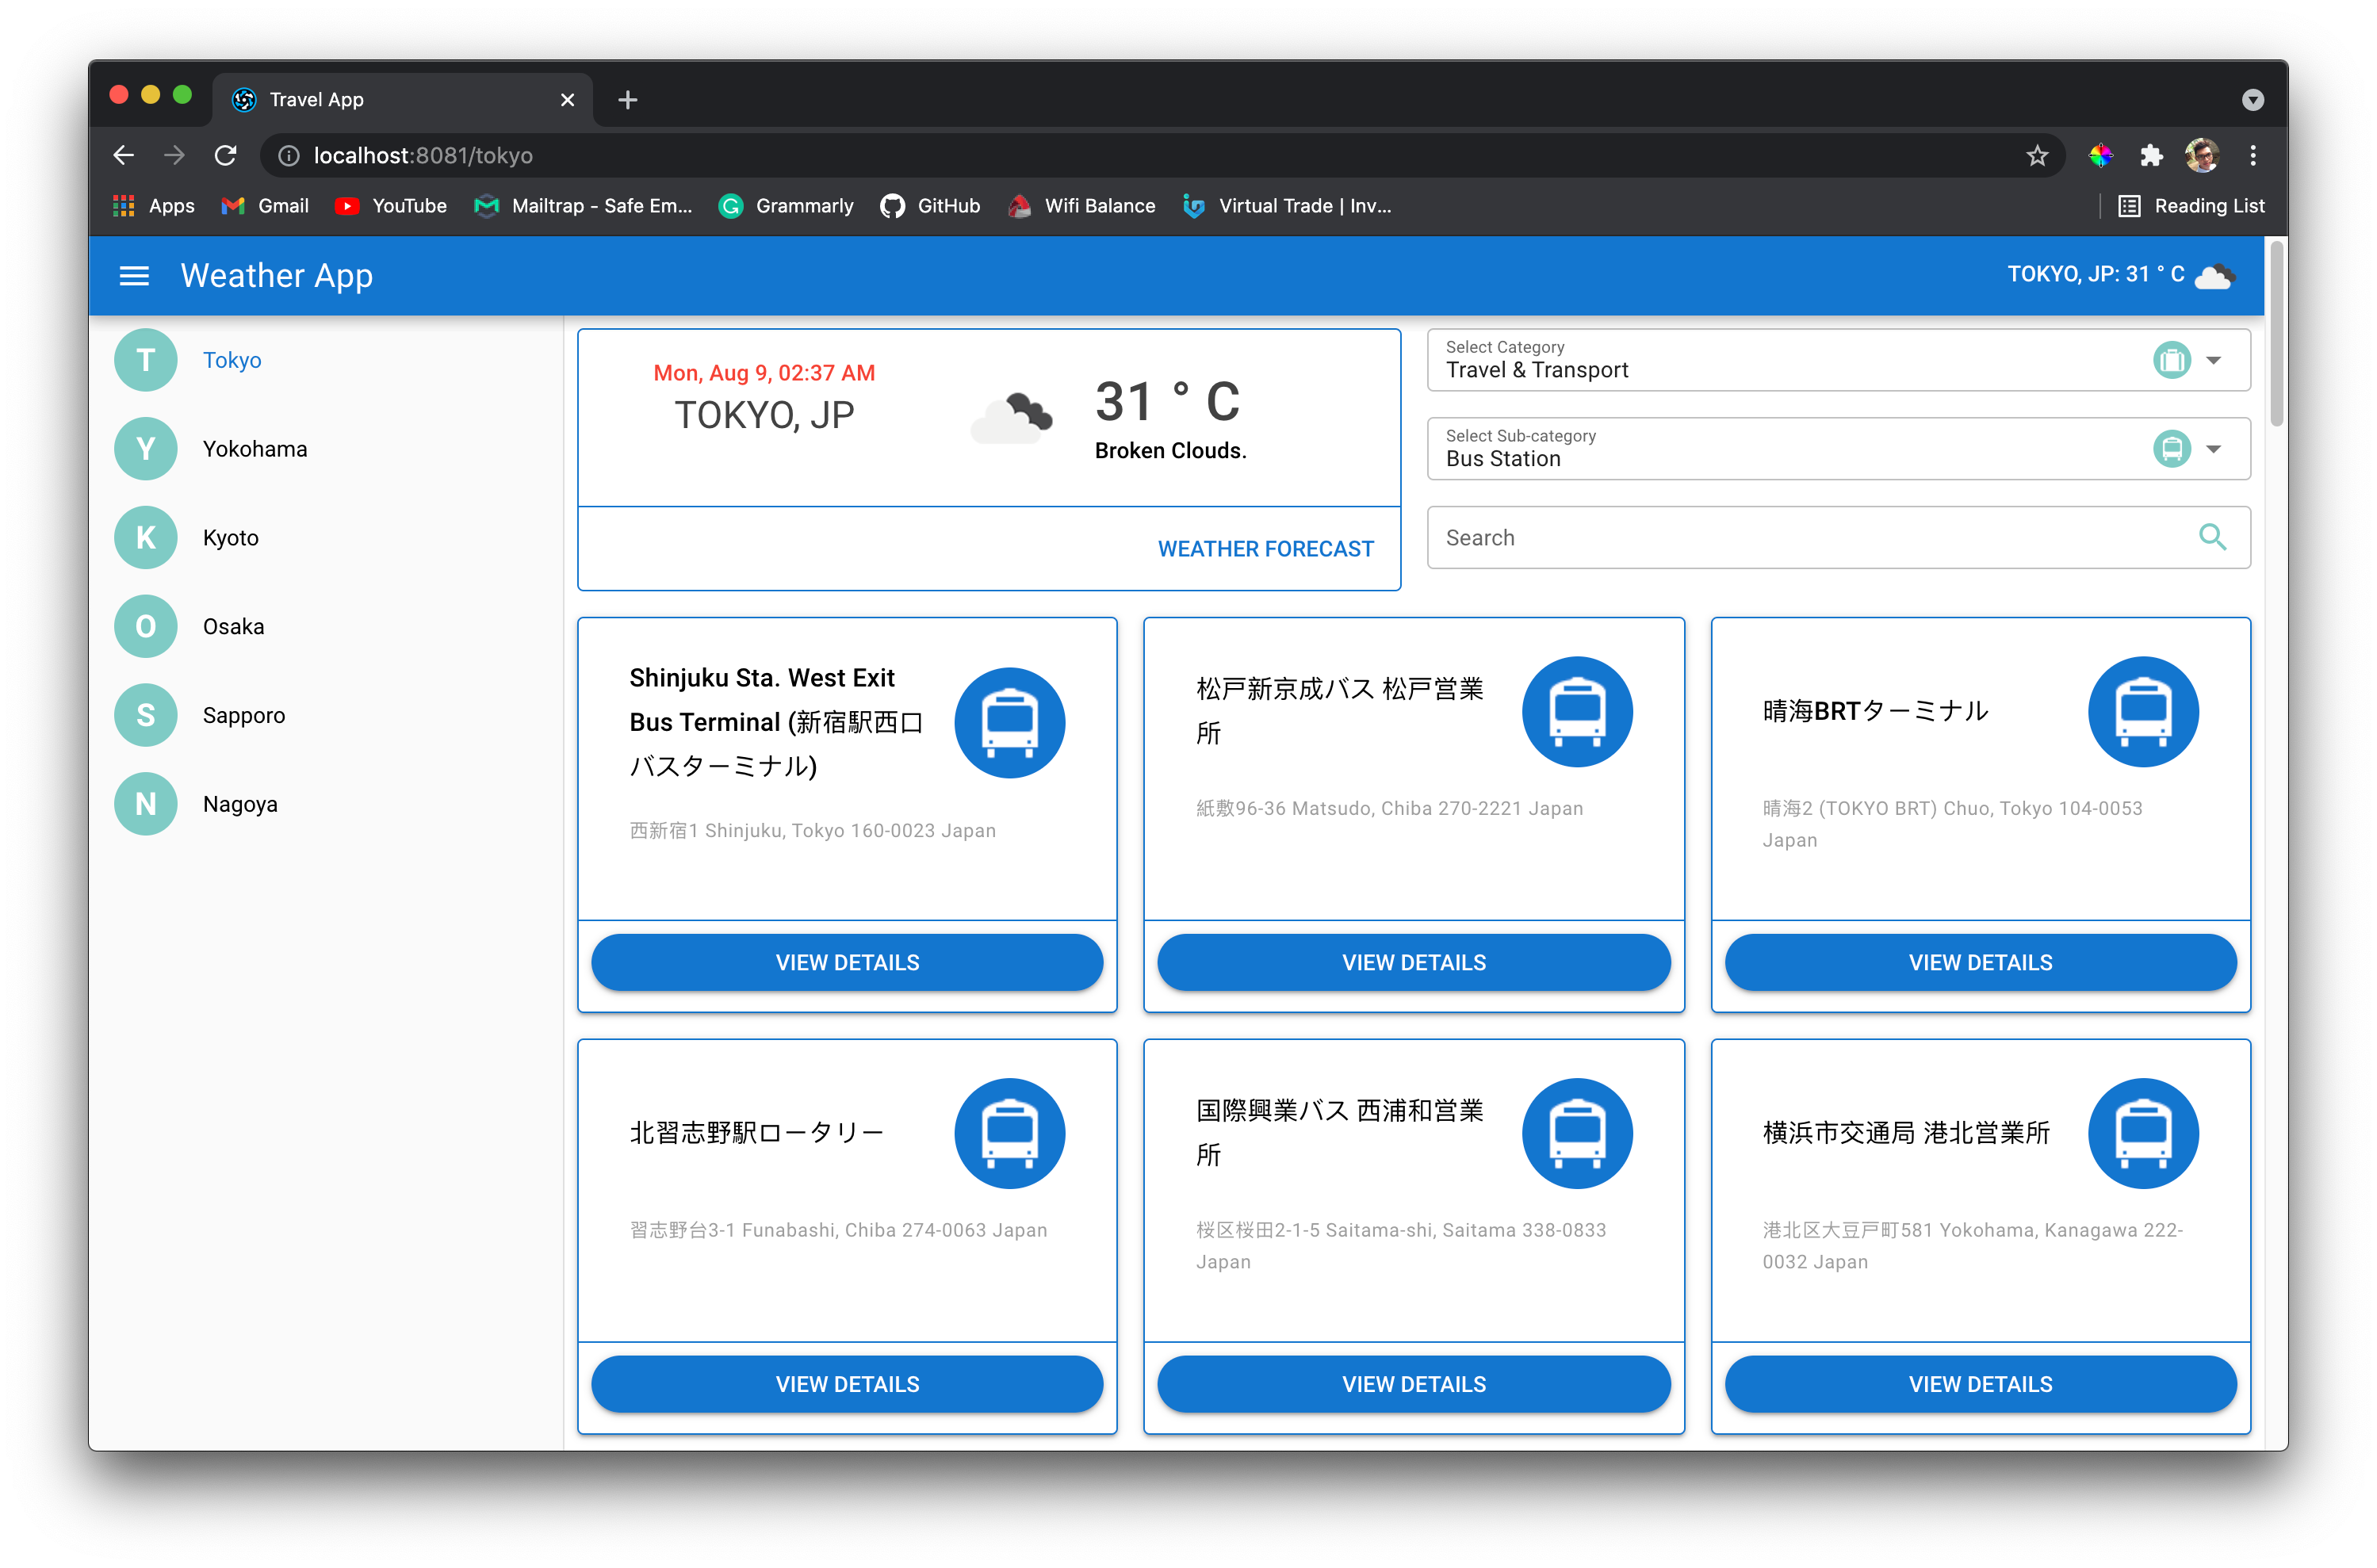 Travel App
localhost:8081/tokyo
Apps
Gmail
YouTube
Mailtrap - Safe Em...
Grammarly
GitHub
Wifi Balance
Virtual Trade | Inv...
Reading List
Weather App
TOKYO, JP: 31 ° C
T
Tokyo
Y
Yokohama
K
Kyoto
O
Osaka
S
Sapporo
N
Nagoya
Mon, Aug 9, 02:37 AM
TOKYO, JP
31 ° C
Broken Clouds.
WEATHER FORECAST
Select Category
Travel & Transport
Select Sub-category
Bus Station
Search
Shinjuku Sta. West Exit
Bus Terminal (新宿駅西口
バスターミナル)
西新宿1 Shinjuku, Tokyo 160-0023 Japan
VIEW DETAILS
松戸新京成バス 松戸営業
所
紙敷96-36 Matsudo, Chiba 270-2221 Japan
VIEW DETAILS
晴海BRTターミナル
晴海2 (TOKYO BRT) Chuo, Tokyo 104-0053
Japan
VIEW DETAILS
北習志野駅ロータリー
習志野台3-1 Funabashi, Chiba 274-0063 Japan
VIEW DETAILS
国際興業バス 西浦和営業
所
桜区桜田2-1-5 Saitama-shi, Saitama 338-0833
Japan
VIEW DETAILS
横浜市交通局 港北営業所
港北区大豆戸町581 Yokohama, Kanagawa 222-
0032 Japan
VIEW DETAILS